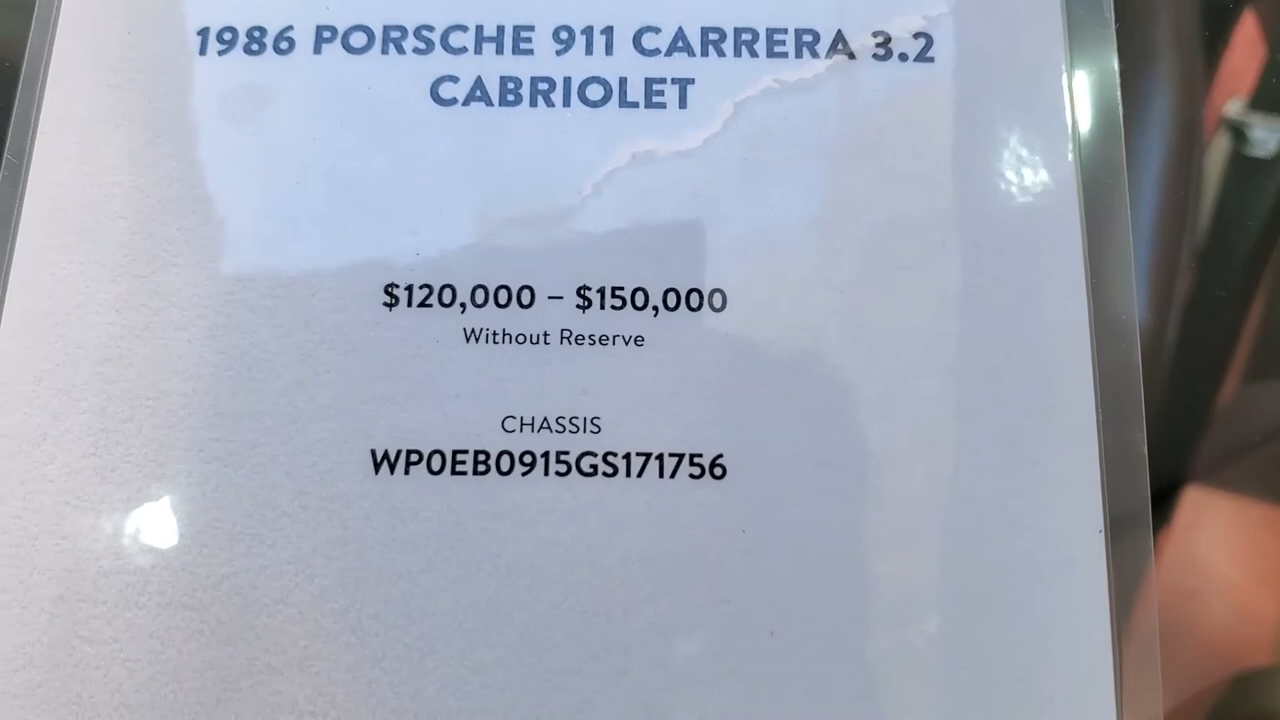 1986 PORSCHE 911 CARRERA 3.2
CABRIOLET
$120,000 – $150,000
Without Reserve
CHASSIS
WP0EB0915GS171756